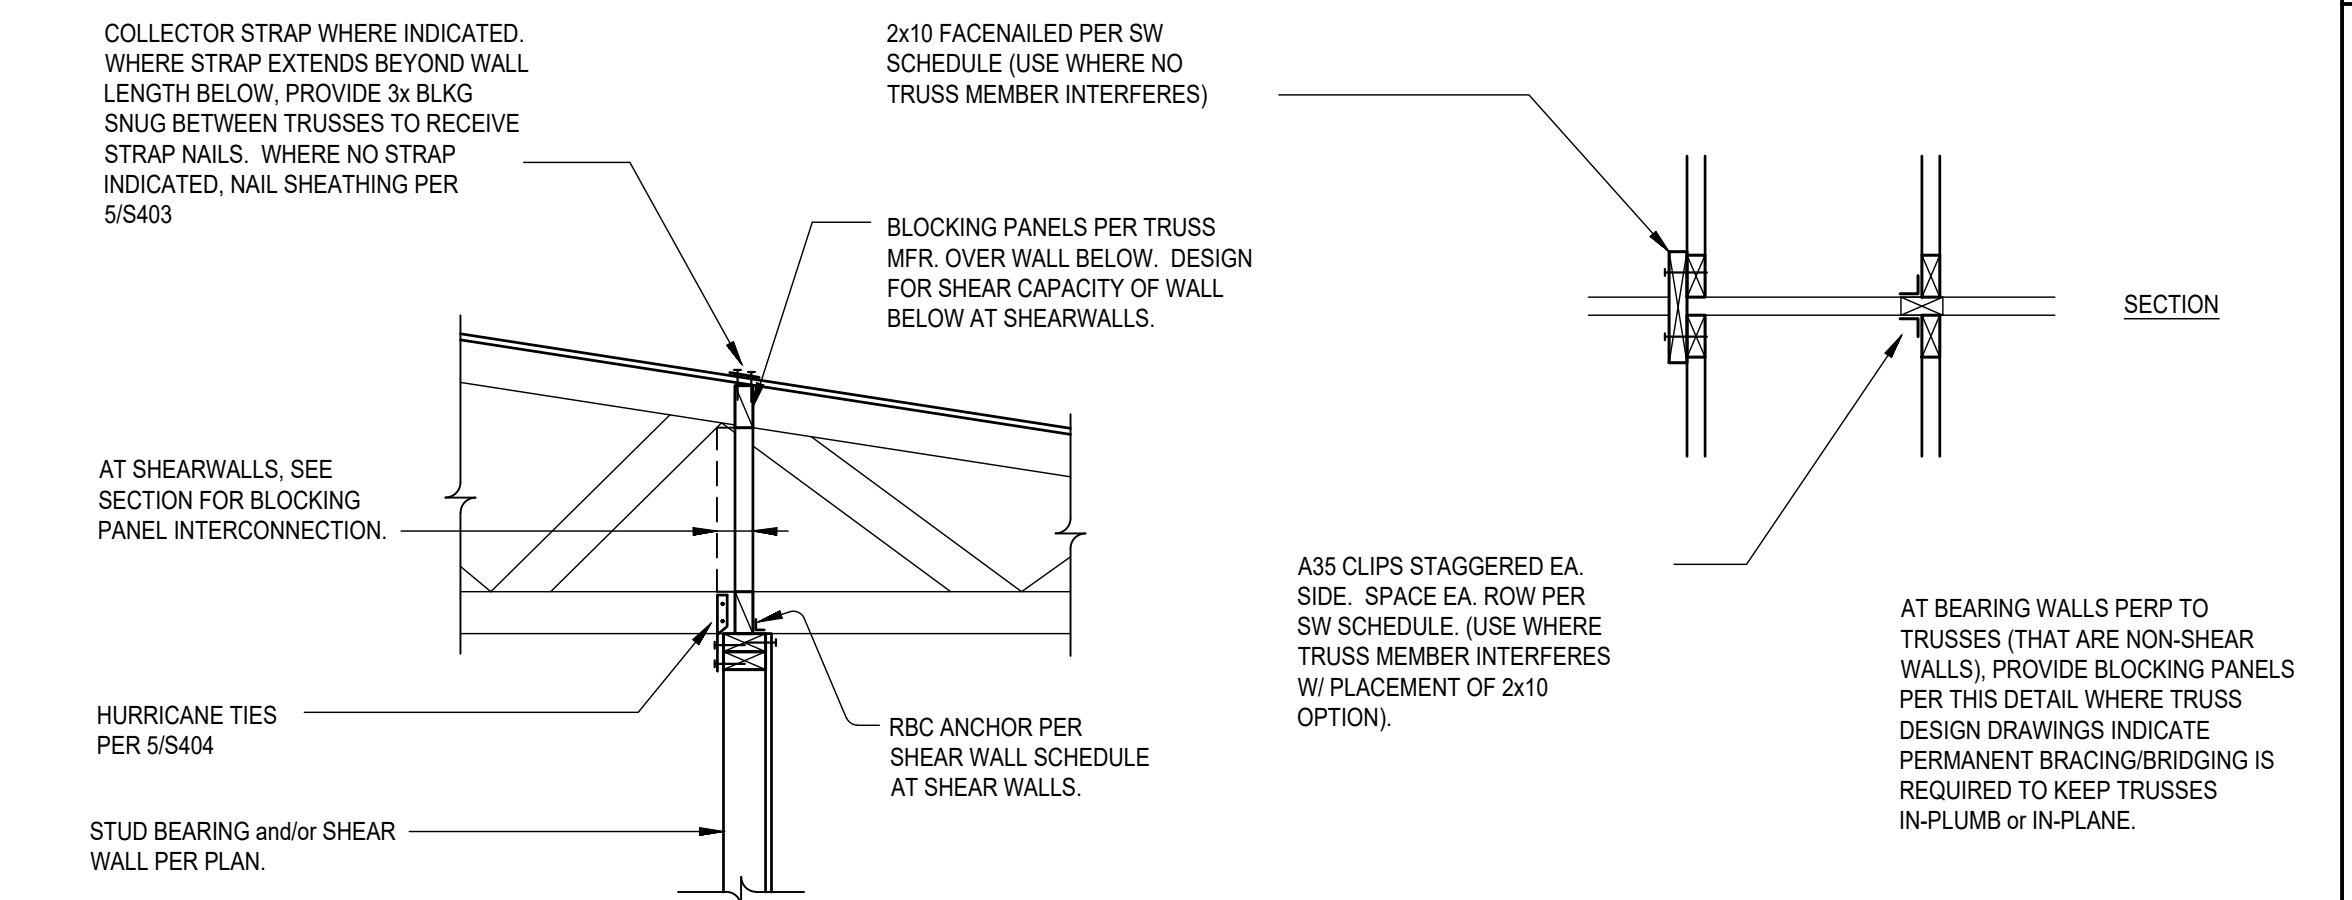 COLLECTOR STRAP WHERE INDICATED.
WHERE STRAP EXTENDS BEYOND WALL
LENGTH BELOW, PROVIDE 3x BLKG
SNUG BETWEEN TRUSSES TO RECEIVE
STRAP NAILS. WHERE NO STRAP
INDICATED, NAIL SHEATHING PER
5/S403
2x10 FACENAILED PER SW
SCHEDULE (USE WHERE NO
TRUSS MEMBER INTERFERES)
BLOCKING PANELS PER TRUSS
MFR. OVER WALL BELOW. DESIGN
FOR SHEAR CAPACITY OF WALL
BELOW AT SHEARWALLS.
SECTION
AT SHEARWALLS, SEE
SECTION FOR BLOCKING
PANEL INTERCONNECTION.
A35 CLIPS STAGGERED EA.
SIDE. SPACE EA. ROW PER
SW SCHEDULE. (USE WHERE
TRUSS MEMBER INTERFERES
W/ PLACEMENT OF 2x10
OPTION).
AT BEARING WALLS PERP TO
TRUSSES (THAT ARE NON-SHEAR
WALLS), PROVIDE BLOCKING PANELS
PER THIS DETAIL WHERE TRUSS
DESIGN DRAWINGS INDICATE
PERMANENT BRACING/BRIDGING IS
REQUIRED TO KEEP TRUSSES
IN-PLUMB or IN-PLANE.
HURRICANE TIES
PER 5/S404
RBC ANCHOR PER
SHEAR WALL SCHEDULE
AT SHEAR WALLS.
STUD BEARING and/or SHEAR
WALL PER PLAN.